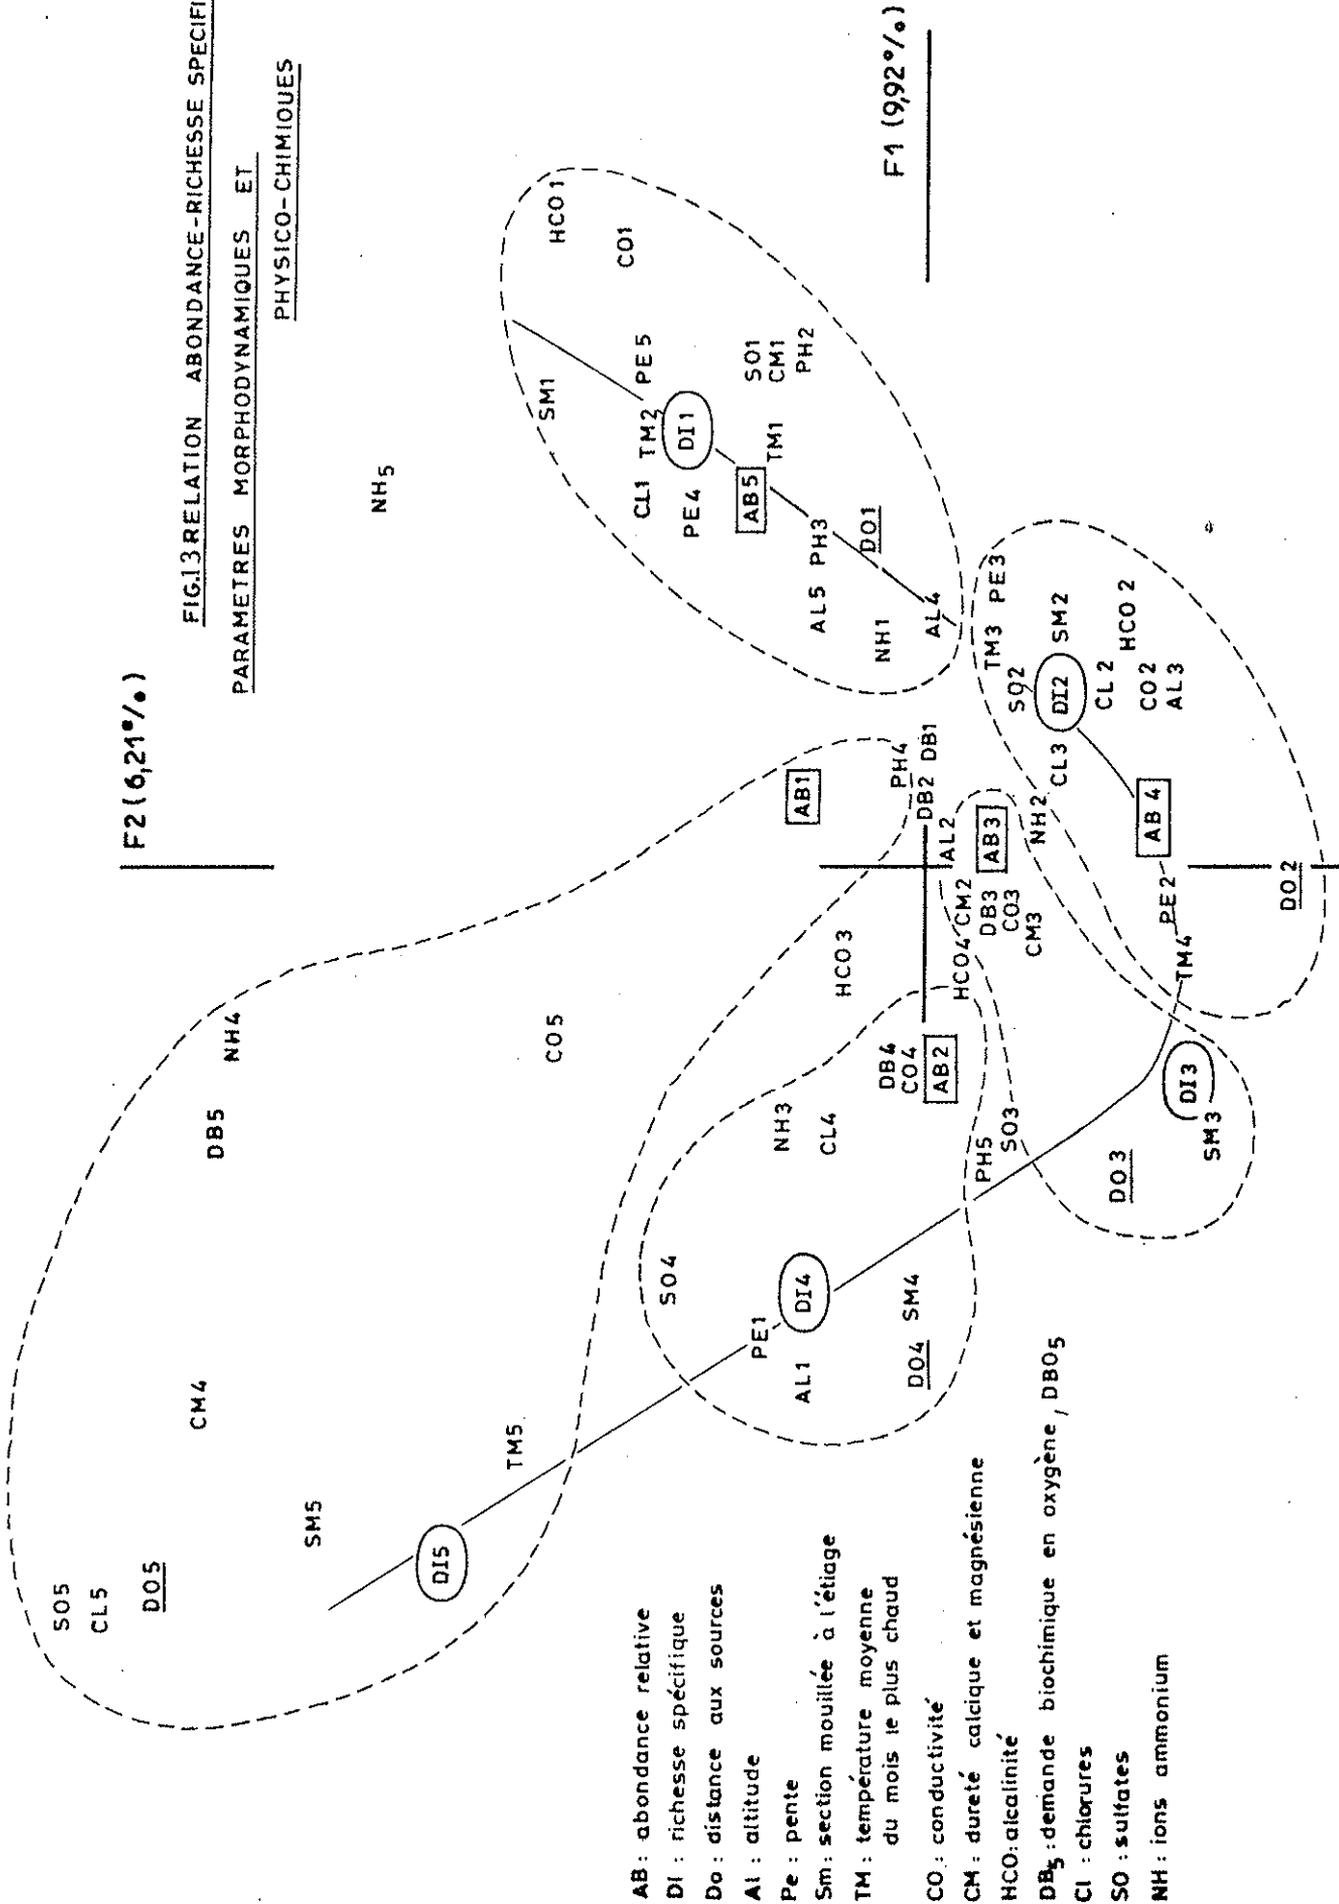 FIG.13 RELATION ABONDANCE-RICHESSE SPECIFI
PARAMETRES MORPHODYNAMIQUES ET
PHYSICO-CHIMIQUES
F2 (6,21%)
F1 (9,92%)
NH5
HCO1
CO1
SM1
PE5
TM2
CL1
DI1
PE4
SO1
CM1
PH2
TM1
AB5
PH3
AL5
DO1
NH1
AL4
PE3
TM3
SM2
SO2
DI2
HCO2
CL2
CO2
AL3
CL3
NH2
AB4
PE2
TM4
DO2
AB1
PH4
DB1
DB2
AL2
AB3
CM2
DB3
CO3
CM3
HCO4
HCO3
NH4
CO5
DB5
DB4
CO4
AB2
NH3
CL4
PH5
SO3
DI3
SM3
DO3
SO4
DI4
PE1
SM4
AL1
DO4
CM4
TM5
SM5
DI5
SO5
CL5
DO5
AB : abondance relative
DI : richesse spécifique
Do : distance aux sources
Al : altitude
Pe : pente
Sm : section mouillée à l'étiage
TM : température moyenne
du mois le plus chaud
CO : conductivité
CM : dureté calcique et magnésienne
HCO : alcalinité
DB5 : demande biochimique en oxygène, DBO5
Cl : chlorures
SO : sulfates
NH : ions ammonium